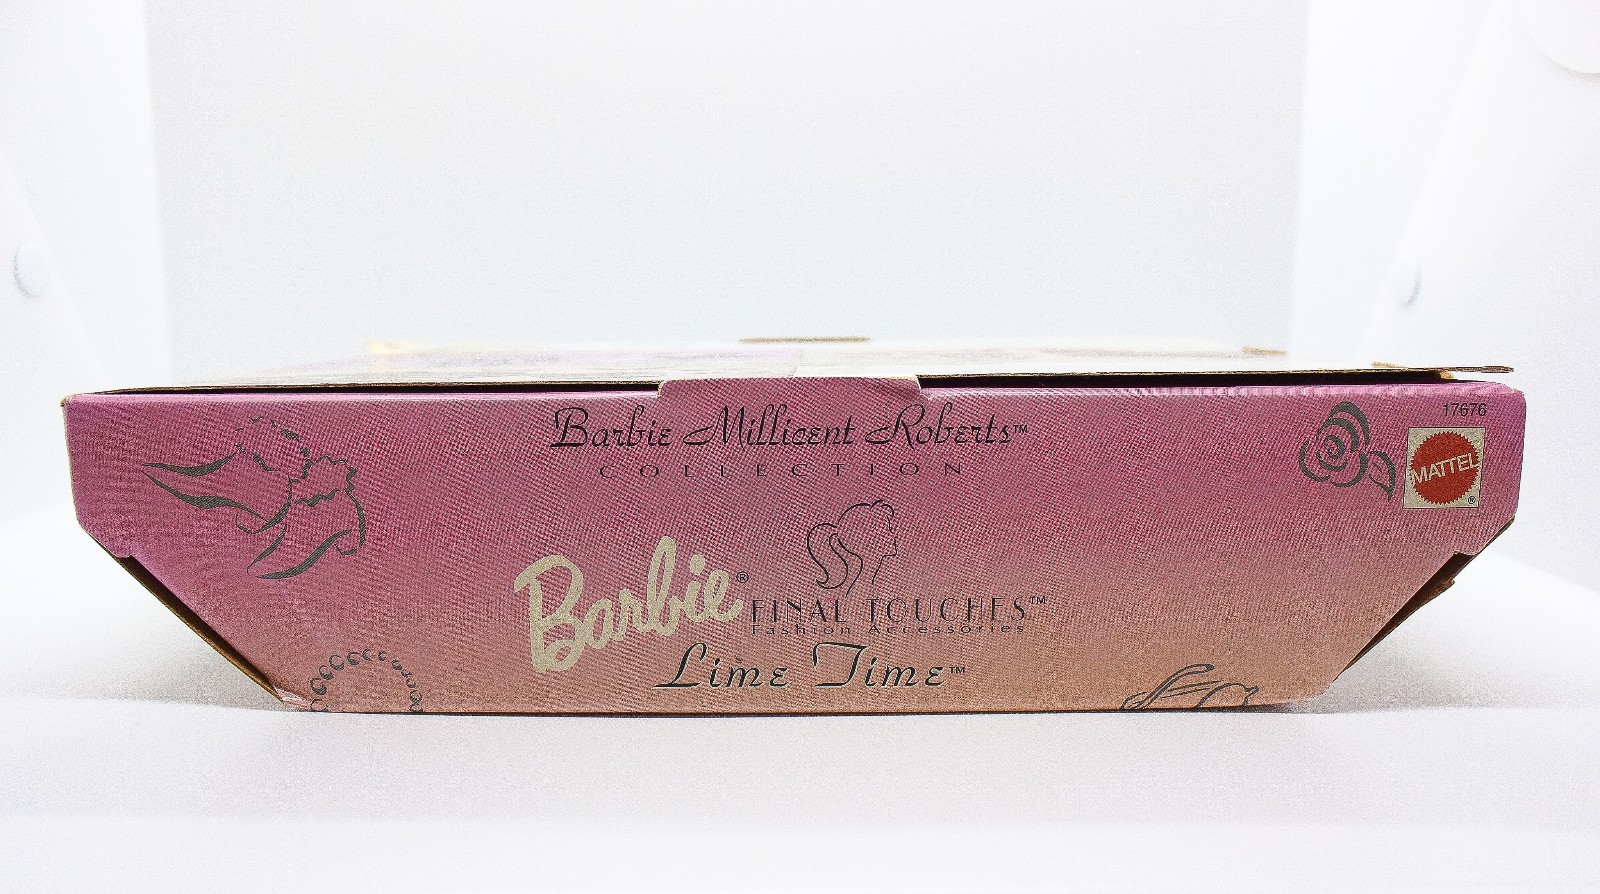 17676
Barbie Millicent Roberts™
COLLECTION
MATTEL®
Barbie® FINAL TOUCHES™
Fashion Accessories
Lime Time™